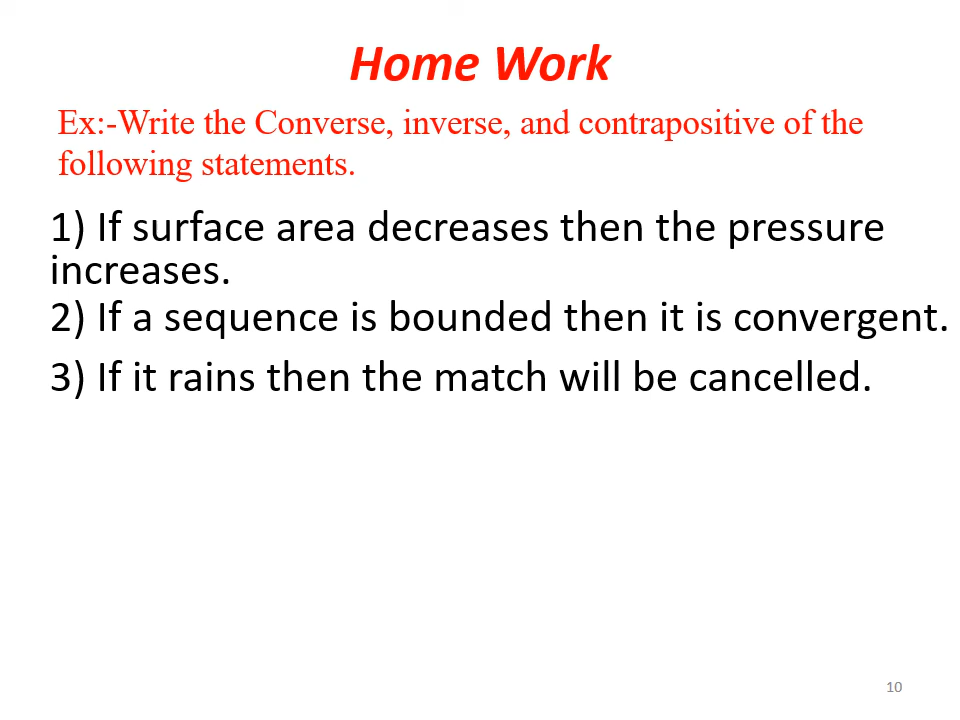 Home Work
Ex:-Write the Converse, inverse, and contrapositive of the
following statements.
1) If surface area decreases then the pressure
increases.
2) If a sequence is bounded then it is convergent.
3) If it rains then the match will be cancelled.
10